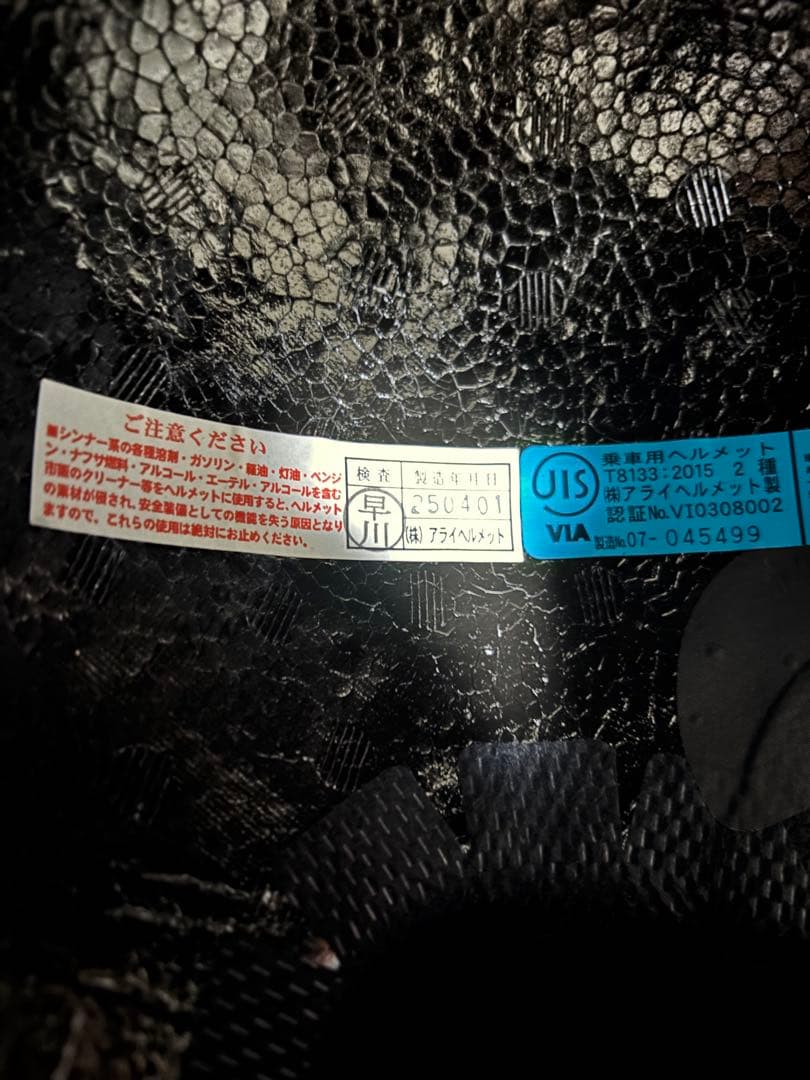 ご注意ください
■シンナー系の各種溶剤・ガソリン・軽油・灯油・ベンジ
ン・ナフサ燃料・アルコール・エーテル・アルコールを含む
市販のクリーナー等をヘルメットに使用すると、ヘルメット
の素材が侵され、安全業値としての機能を失う原因となり
ますので、これらの使用は絶対にお止めください。
検査 製造年月日
早川 250401
(株) アライヘルメット
JIS
VIA
乗車用ヘルメット
T8133:2015 2 種
㈱アライヘルメット製
認証No.VI0308002
製造No.07- 045499